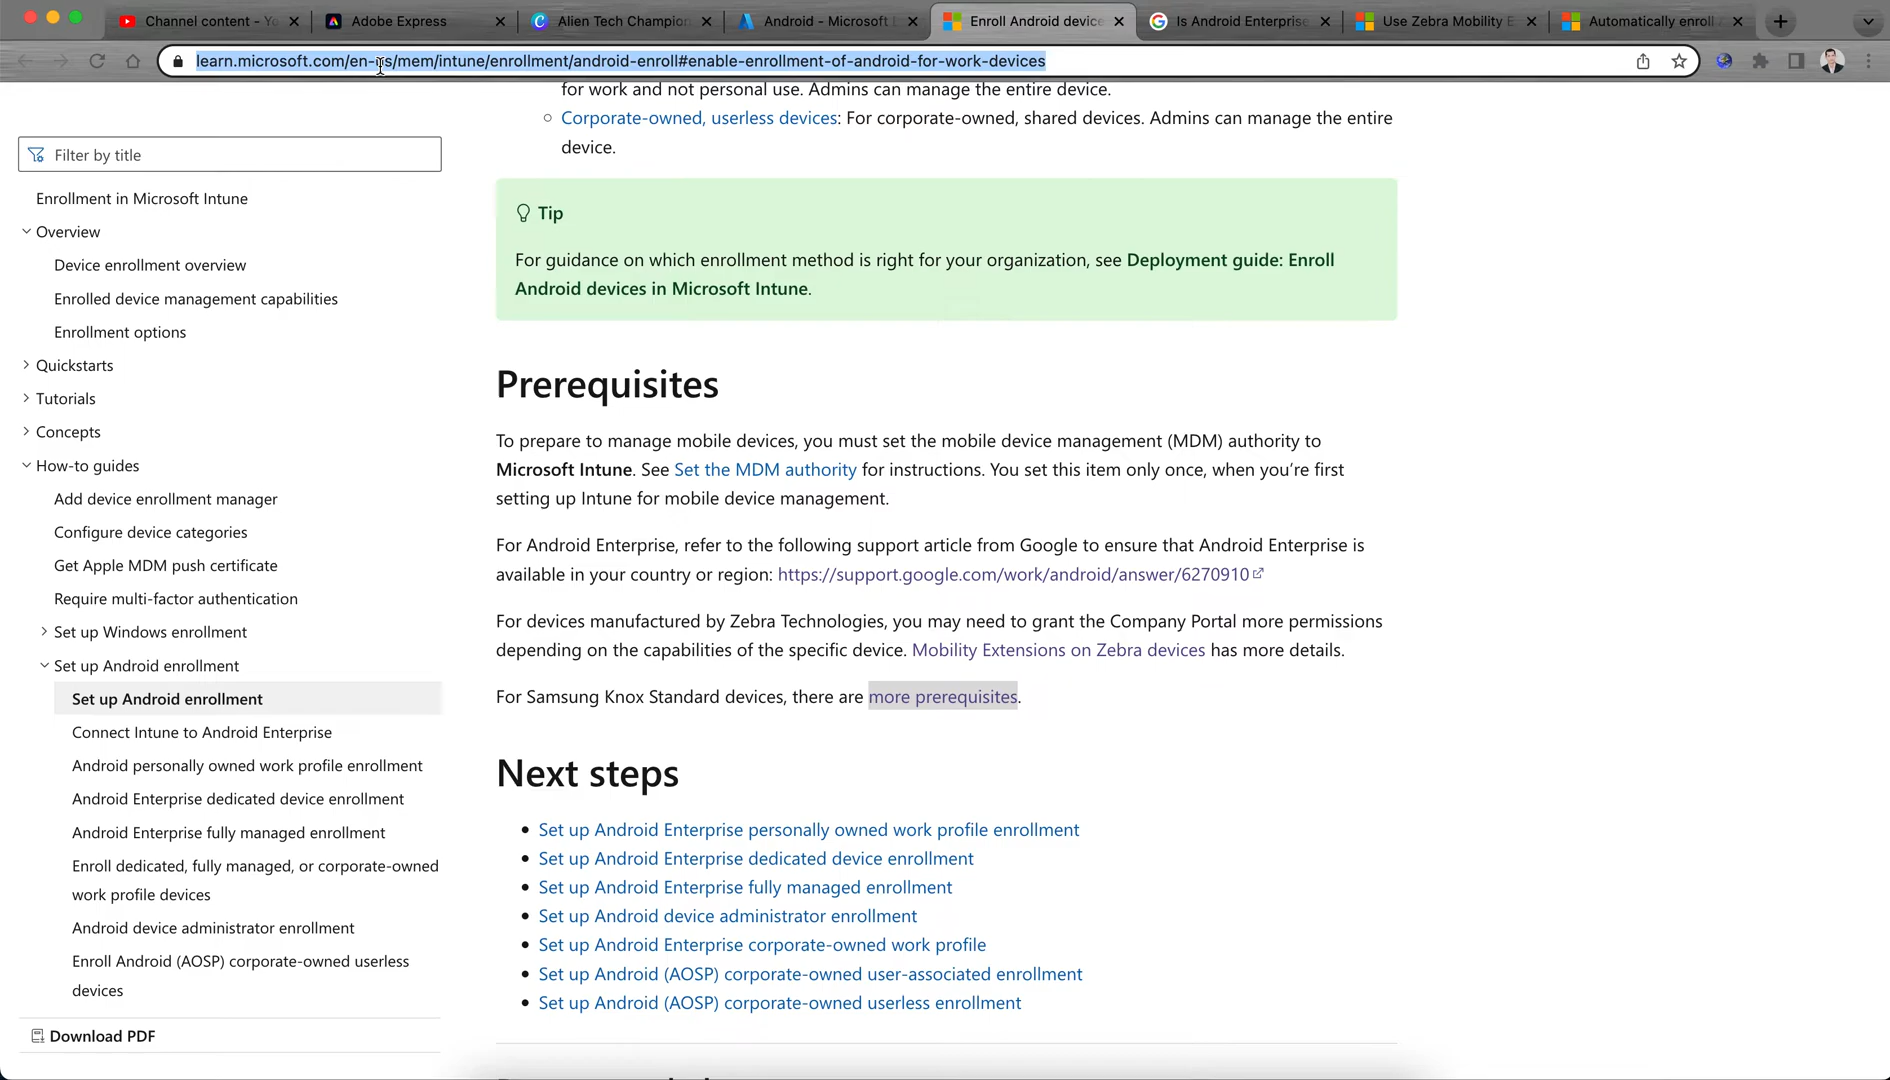 Channel content - Yo
Adobe Express
Alien Tech Champion
Android - Microsoft I
Enroll Android device
Is Android Enterprise
Use Zebra Mobility E
Automatically enroll
learn.microsoft.com/en-us/mem/intune/enrollment/android-enroll#enable-enrollment-of-android-for-work-devices
Filter by title
Enrollment in Microsoft Intune
Overview
Device enrollment overview
Enrolled device management capabilities
Enrollment options
Quickstarts
Tutorials
Concepts
How-to guides
Add device enrollment manager
Configure device categories
Get Apple MDM push certificate
Require multi-factor authentication
Set up Windows enrollment
Set up Android enrollment
Set up Android enrollment
Connect Intune to Android Enterprise
Android personally owned work profile enrollment
Android Enterprise dedicated device enrollment
Android Enterprise fully managed enrollment
Enroll dedicated, fully managed, or corporate-owned
work profile devices
Android device administrator enrollment
Enroll Android (AOSP) corporate-owned userless
devices
Download PDF
for work and not personal use. Admins can manage the entire device.
Corporate-owned, userless devices: For corporate-owned, shared devices. Admins can manage the entire
device.
Tip
For guidance on which enrollment method is right for your organization, see Deployment guide: Enroll
Android devices in Microsoft Intune.
Prerequisites
To prepare to manage mobile devices, you must set the mobile device management (MDM) authority to
Microsoft Intune. See Set the MDM authority for instructions. You set this item only once, when you're first
setting up Intune for mobile device management.
For Android Enterprise, refer to the following support article from Google to ensure that Android Enterprise is
available in your country or region: https://support.google.com/work/android/answer/6270910
For devices manufactured by Zebra Technologies, you may need to grant the Company Portal more permissions
depending on the capabilities of the specific device. Mobility Extensions on Zebra devices has more details.
For Samsung Knox Standard devices, there are more prerequisites.
Next steps
• Set up Android Enterprise personally owned work profile enrollment
• Set up Android Enterprise dedicated device enrollment
• Set up Android Enterprise fully managed enrollment
• Set up Android device administrator enrollment
• Set up Android Enterprise corporate-owned work profile
• Set up Android (AOSP) corporate-owned user-associated enrollment
• Set up Android (AOSP) corporate-owned userless enrollment